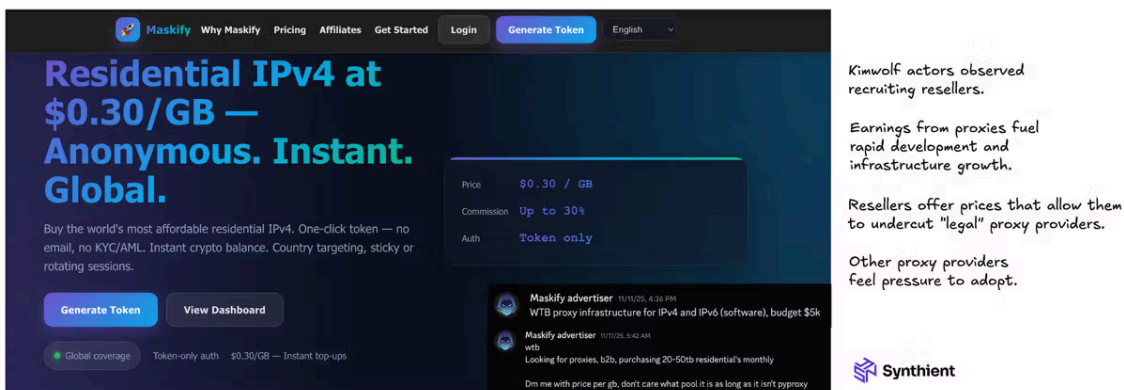 Maskify
Why Maskify
Pricing
Affiliates
Get Started
Login
Generate Token
English
Residential IPv4 at
$0.30/GB —
Anonymous. Instant.
Global.
Buy the world's most affordable residential IPv4. One-click token — no
email, no KYC/AML. Instant crypto balance. Country targeting, sticky or
rotating sessions.
Generate Token
View Dashboard
Global coverage
Token-only auth
$0.30/GB — Instant top-ups
Price $0.30 / GB
Commission Up to 30%
Auth Token only
Maskify advertiser 11/11/25, 4:36 PM
WTB proxy infrastructure for IPv4 and IPv6 (software), budget $5k
Maskify advertiser 11/17/25, 5:42 AM
wtb
Looking for proxies, b2b, purchasing 20-50tb residential's monthly
Dm me with price per gb, don't care what pool it is as long as it isn't pyproxy
Kimwolf actors observed
recruiting resellers.
Earnings from proxies fuel
rapid development and
infrastructure growth.
Resellers offer prices that allow them
to undercut "legal" proxy providers.
Other proxy providers
feel pressure to adopt.
Synthient